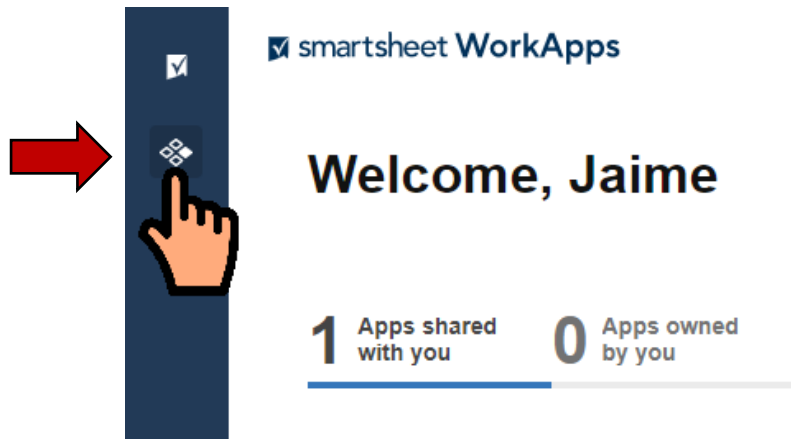 smartsheet WorkApps
Welcome, Jaime
1 Apps shared
with you
0 Apps owned
by you